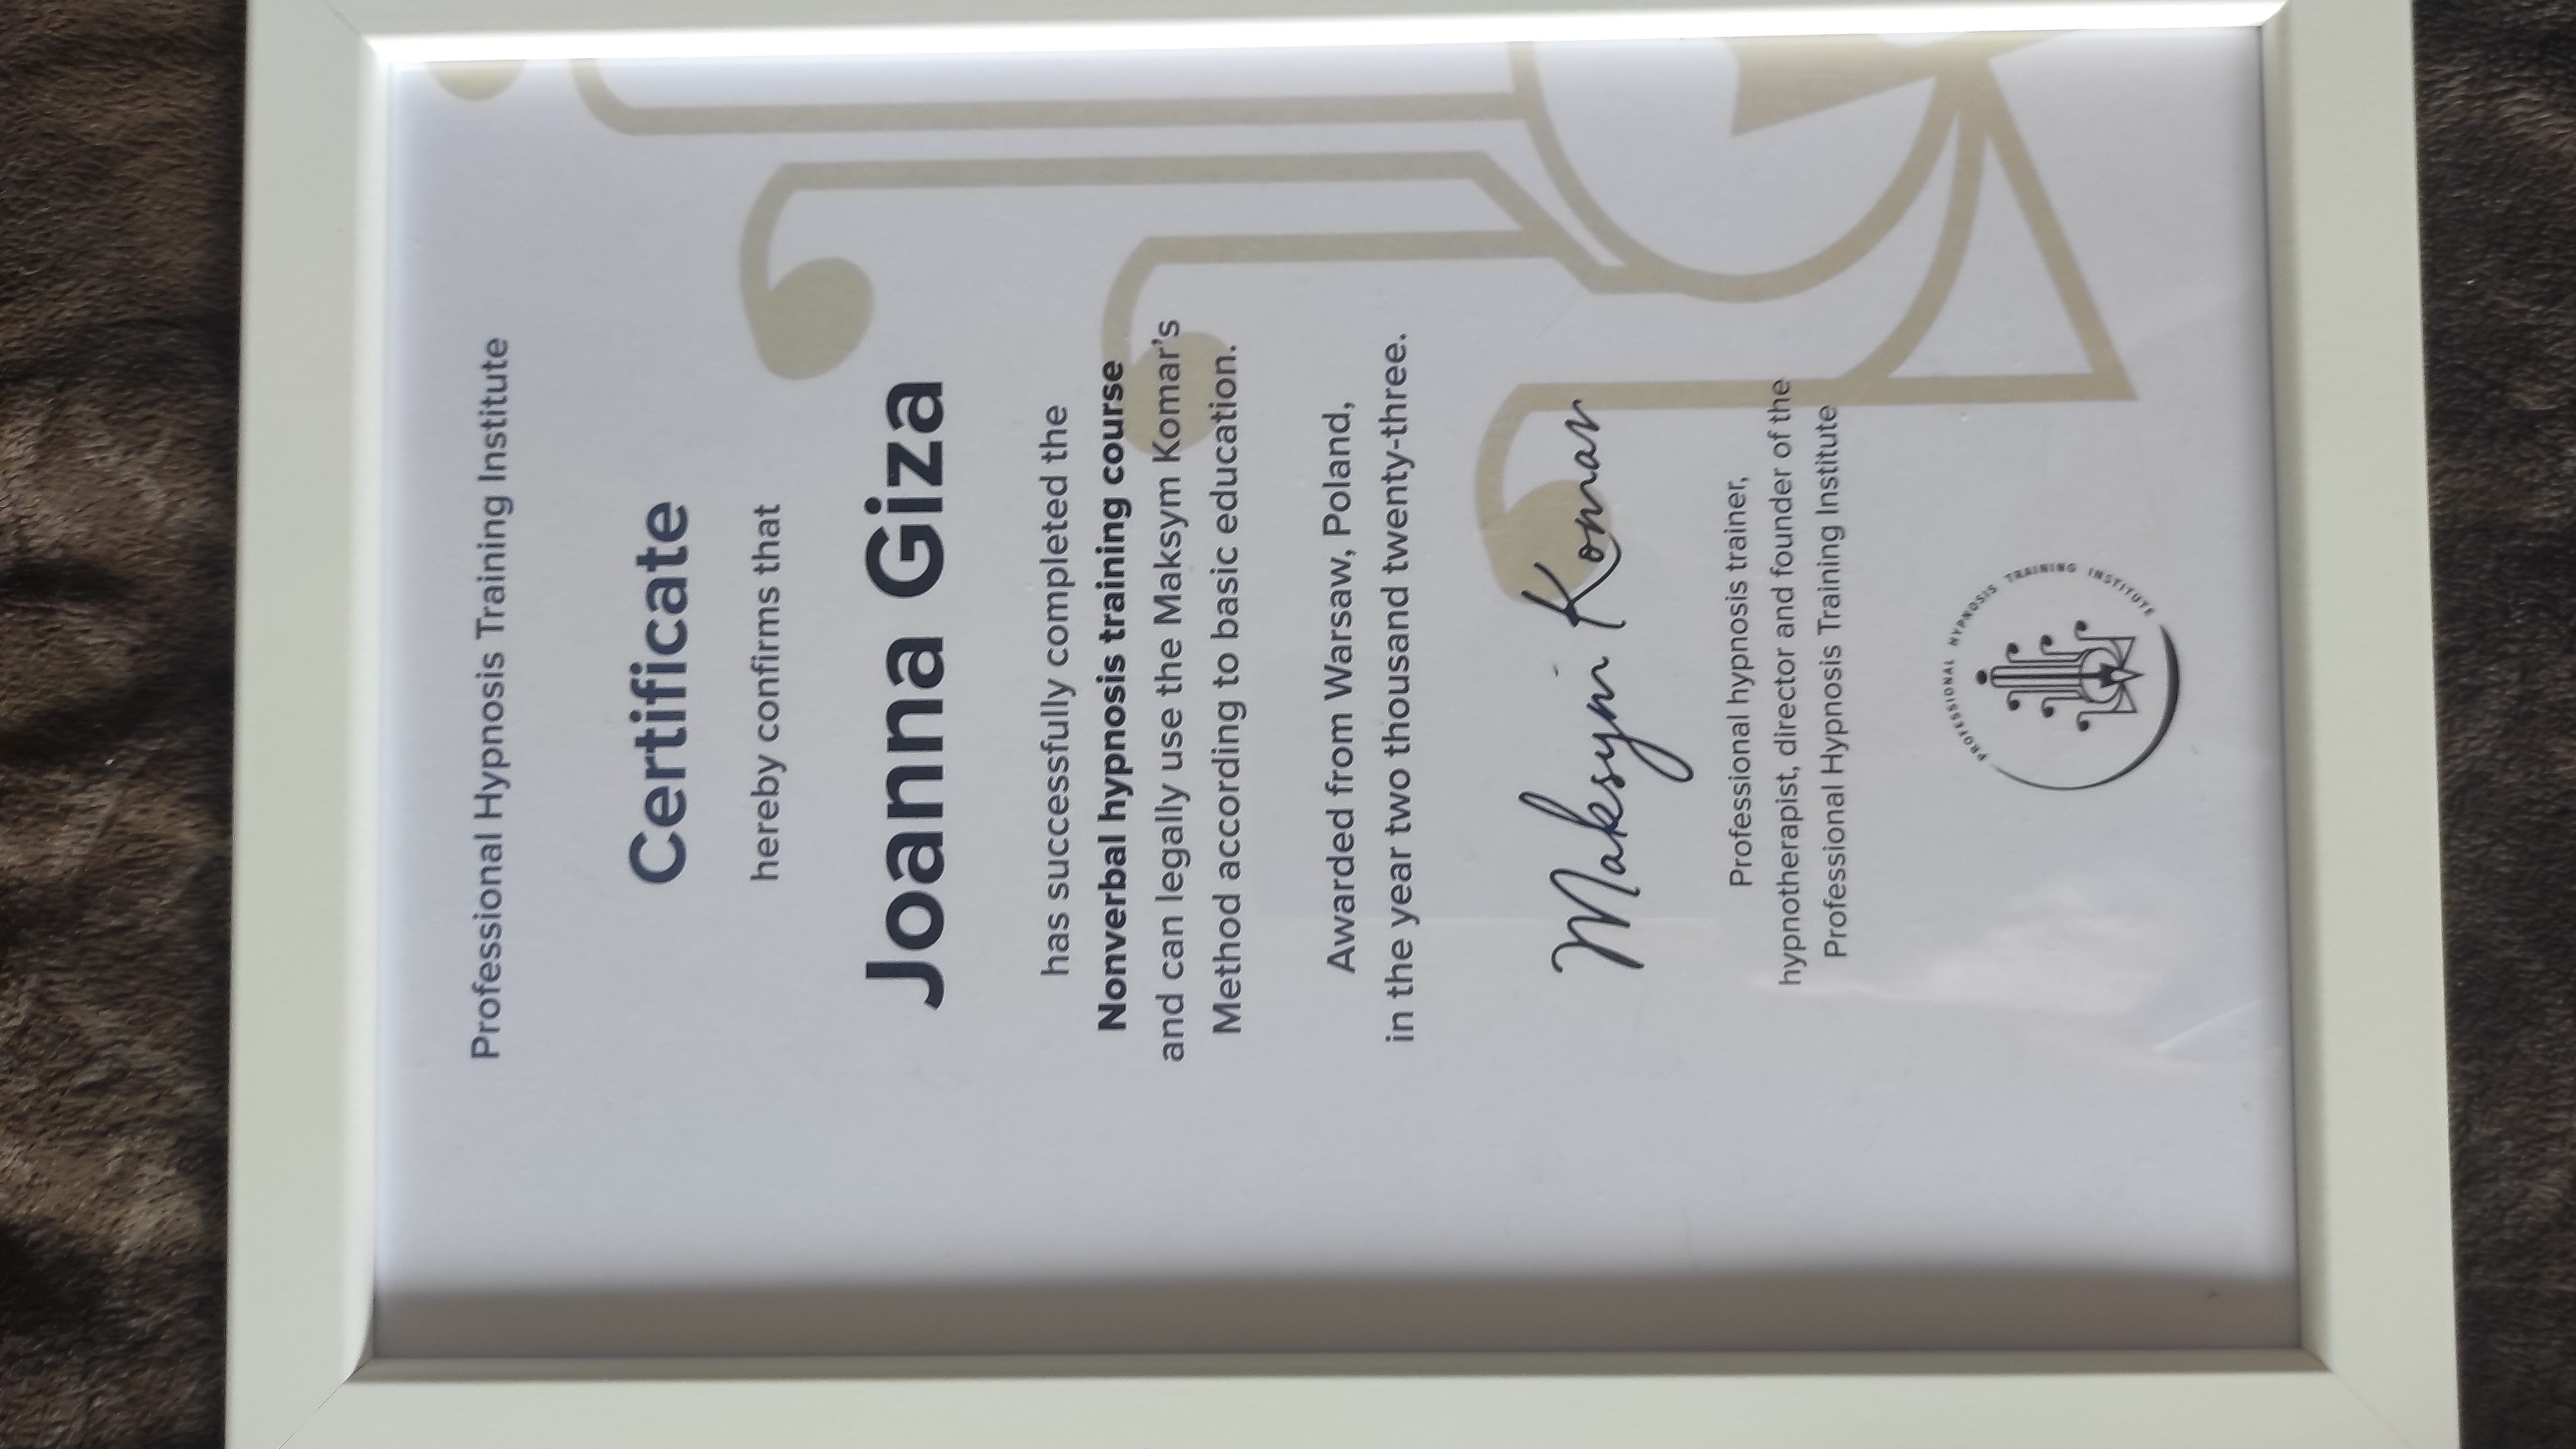 Professional Hypnosis Training Institute
Certificate
hereby confirms that
Joanna Giza
has successfully completed the
Nonverbal hypnosis training course
and can legally use the Maksym Komar's
Method according to basic education.
Awarded from Warsaw, Poland,
in the year two thousand twenty-three.
Maksym Komar
Professional hypnosis trainer,
hypnotherapist, director and founder of the
Professional Hypnosis Training Institute
PROFESSIONAL HYPNOSIS TRAINING INSTITUTE